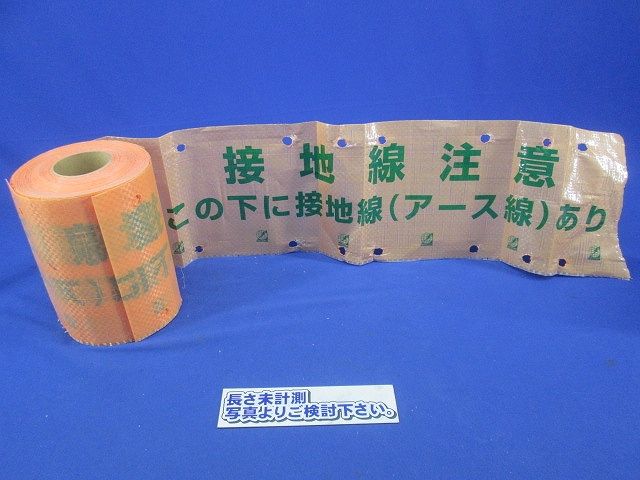 接地線注意
この下に接地線(アース線)あり
長さ未計測
写真よりご検討下さい。